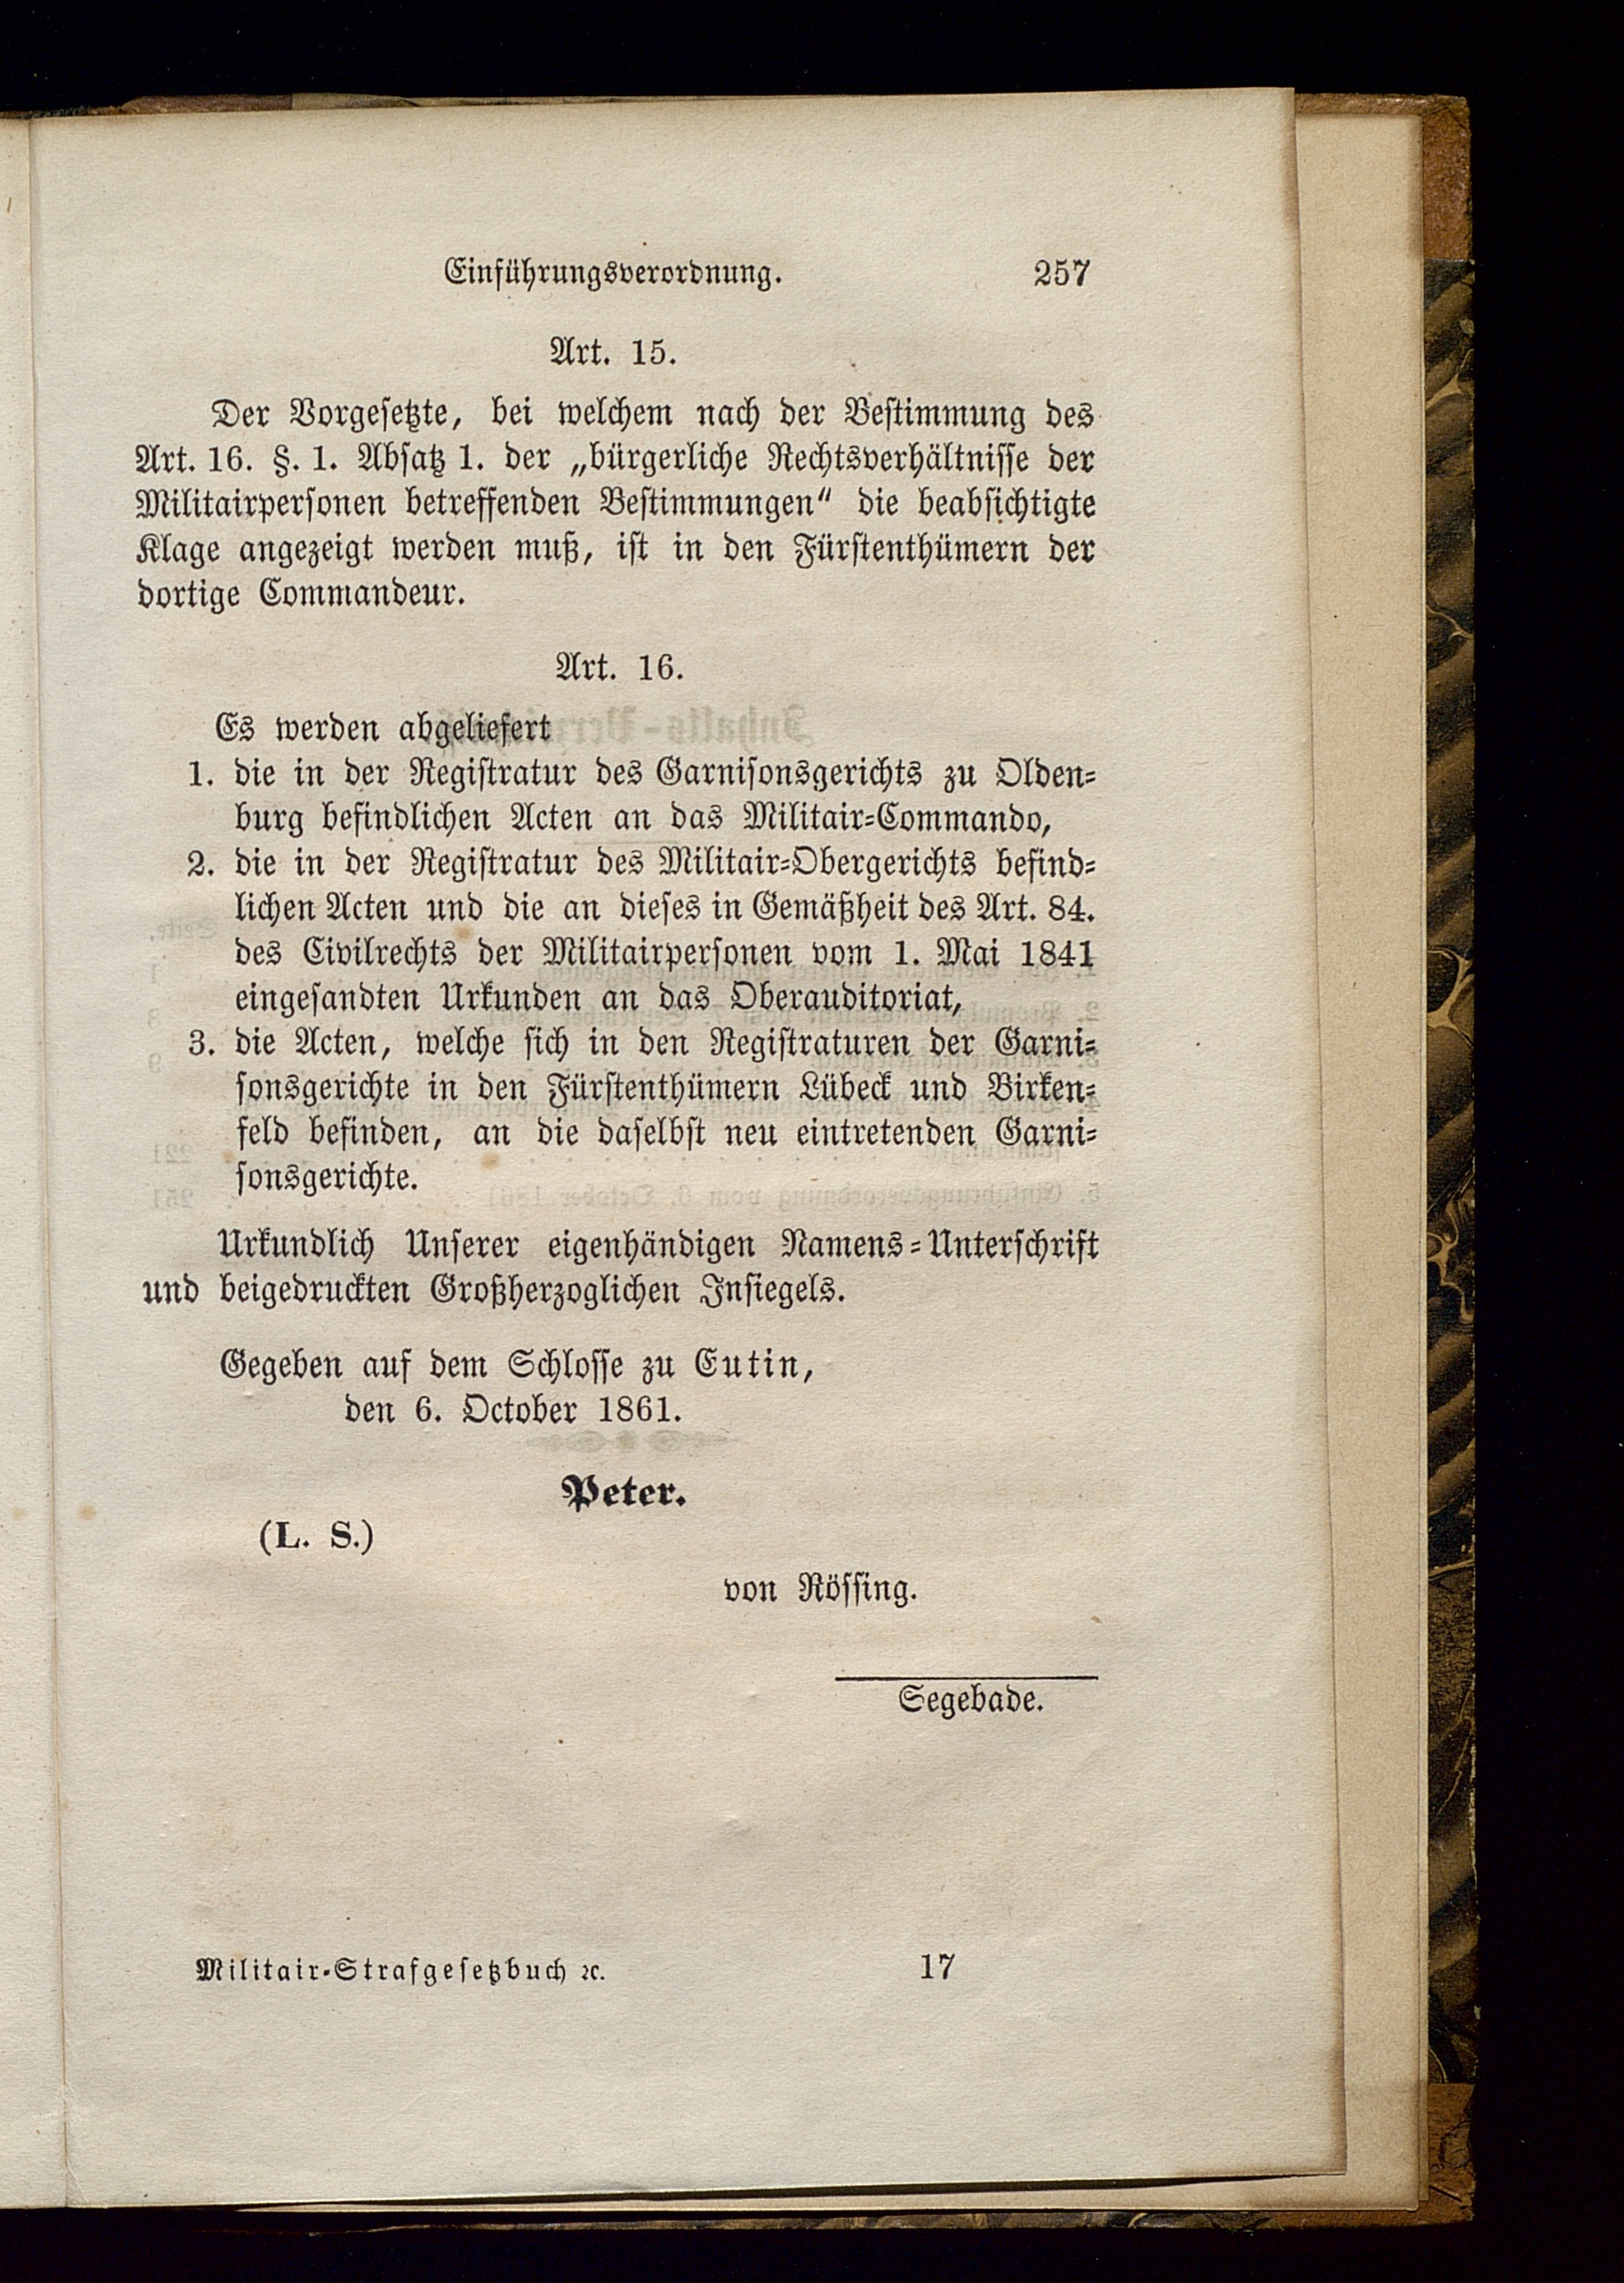 Einführungsverordnung. 257
Art. 15.
Der Vorgesetzte, bei welchem nach der Bestimmung des
Art. 16. §. 1. Absatz 1. der „bürgerliche Rechtsverhältnisse der
Militairpersonen betreffenden Bestimmungen“ die beabsichtigte
Klage angezeigt werden muß, ist in den Fürstenthümern der
dortige Commandeur.
Art. 16.
Es werden abgeliefert
1. die in der Registratur des Garnisonsgerichts zu Olden-
burg befindlichen Acten an das Militair-Commando,
2. die in der Registratur des Militair-Obergerichts befind-
lichen Acten und die an dieses in Gemäßheit des Art. 84.
des Civilrechts der Militairpersonen vom 1. Mai 1841
eingesandten Urkunden an das Oberauditoriat,
3. die Acten, welche sich in den Registraturen der Garni-
sonsgerichte in den Fürstenthümern Lübeck und Birken-
feld befinden, an die daselbst neu eintretenden Garni-
sonsgerichte.
Urkundlich Unserer eigenhändigen Namens-Unterschrift
und beigedruckten Großherzoglichen Insiegels.
Gegeben auf dem Schlosse zu Eutin,
den 6. October 1861.
Peter.
(L. S.)
von Rössing.
Segebade.
Militair-Strafgesetzbuch ꝛc. 17